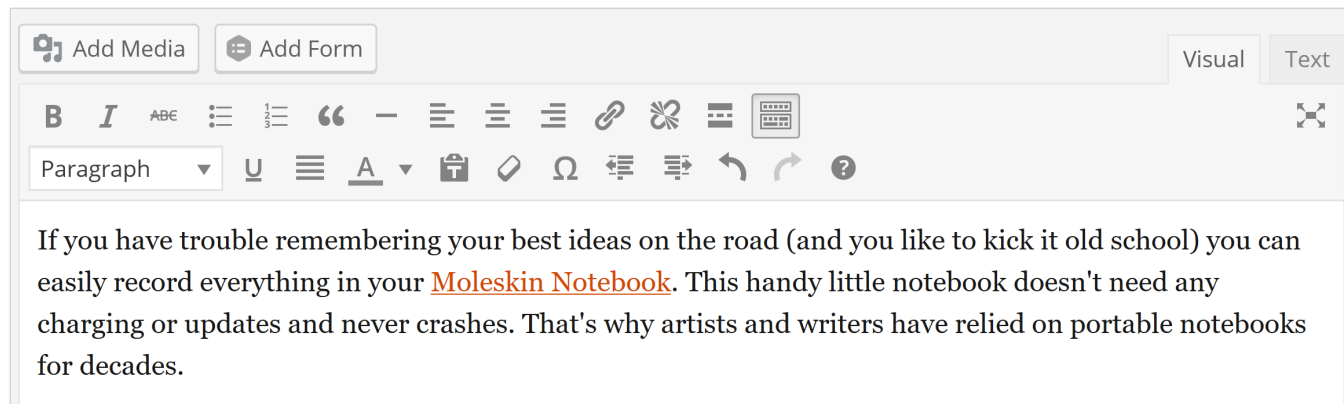 Add Media Add Form
Visual Text
B I ABC
Paragraph U A T Ω ?
If you have trouble remembering your best ideas on the road (and you like to kick it old school) you can
easily record everything in your Moleskin Notebook. This handy little notebook doesn't need any
charging or updates and never crashes. That's why artists and writers have relied on portable notebooks
for decades.